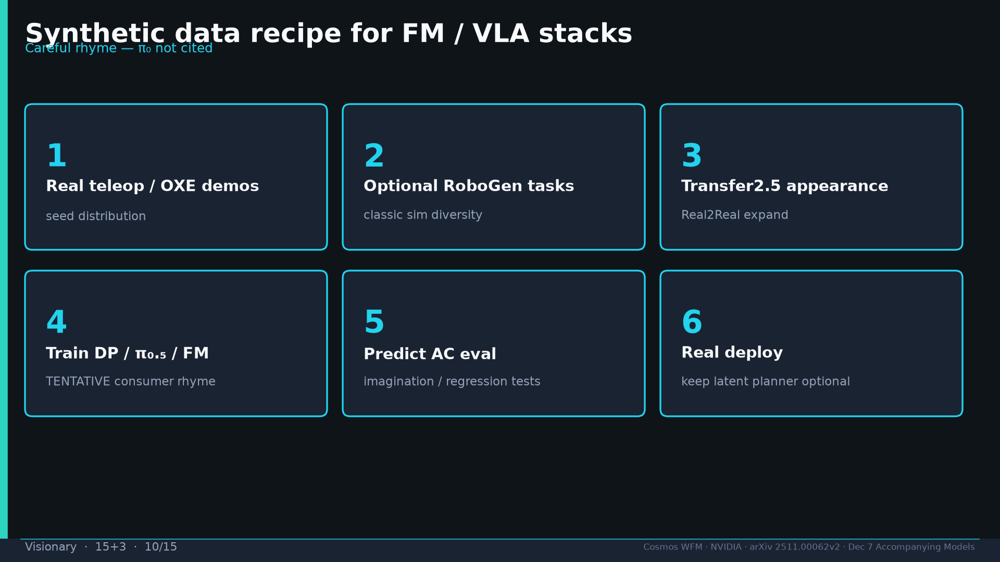 Synthetic data recipe for FM / VLA stacks
Careful rhyme — π₀ not cited
1
Real teleop / OXE demos
seed distribution
2
Optional RoboGen tasks
classic sim diversity
3
Transfer2.5 appearance
Real2Real expand
4
Train DP / π₀.₅ / FM
TENTATIVE consumer rhyme
5
Predict AC eval
imagination / regression tests
6
Real deploy
keep latent planner optional
Visionary · 15+3 · 10/15
Cosmos WFM · NVIDIA · arXiv 2511.00062v2 · Dec 7 Accompanying Models